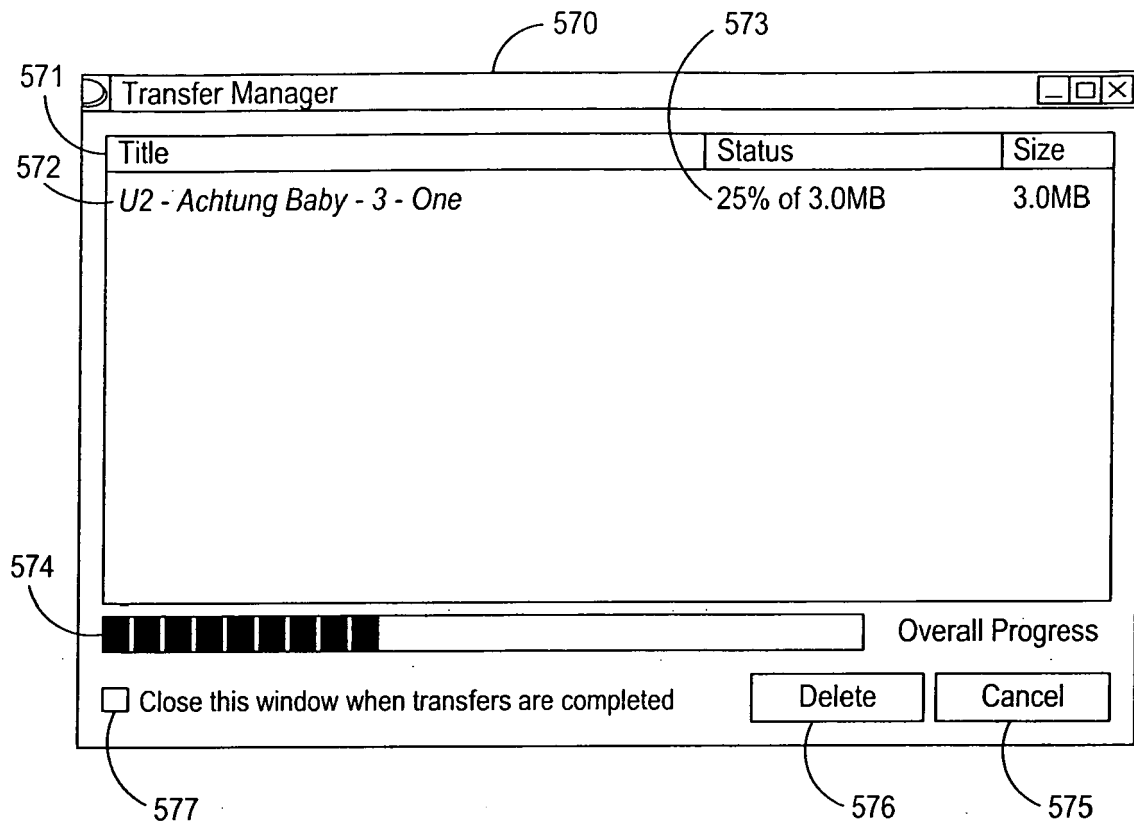 570
573
571
Transfer Manager
Title Status Size
572
U2 - Achtung Baby - 3 - One 25% of 3.0MB 3.0MB
574
Overall Progress
Close this window when transfers are completed Delete Cancel
577 576 575